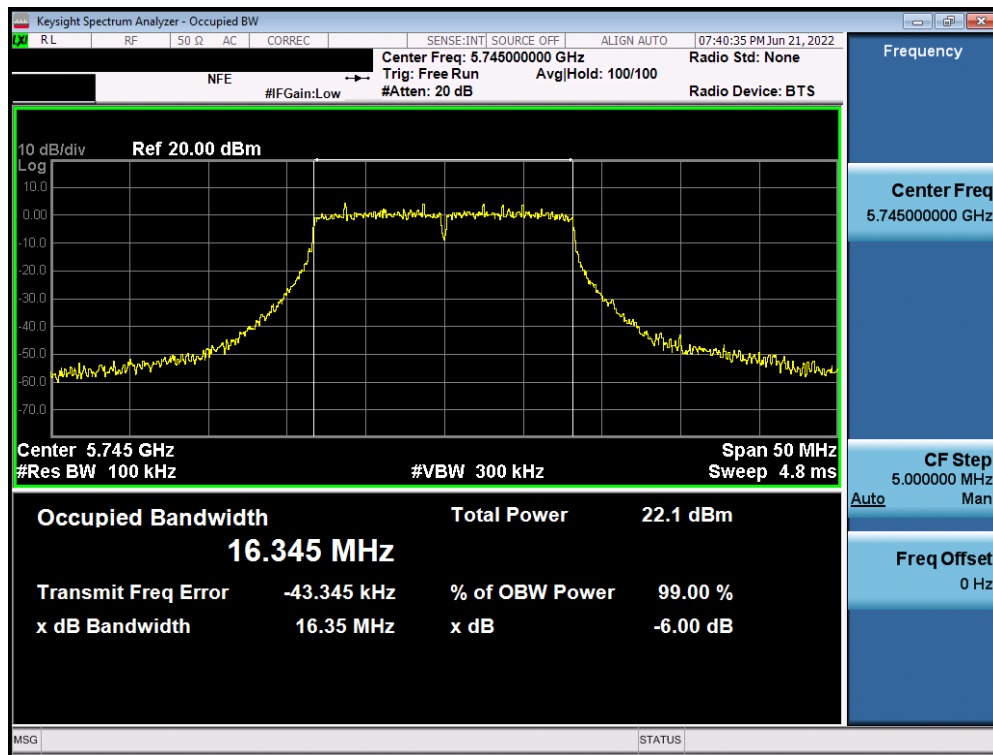 Keysight Spectrum Analyzer - Occupied BW
LXI RL RF 50 Ω AC CORREC SENSE:INT SOURCE OFF ALIGN AUTO 07:40:35 PM Jun 21, 2022
Center Freq: 5.745000000 GHz Radio Std: None
NFE Trig: Free Run Avg|Hold: 100/100
#IFGain:Low #Atten: 20 dB Radio Device: BTS
Frequency
10 dB/div Ref 20.00 dBm
Log
10.0
0.00
-10.0
-20.0
-30.0
-40.0
-50.0
-60.0
-70.0
Center 5.745 GHz Span 50 MHz
#Res BW 100 kHz #VBW 300 kHz Sweep 4.8 ms
Center Freq
5.745000000 GHz
CF Step
5.000000 MHz
Auto Man
Freq Offset
0 Hz
Occupied Bandwidth Total Power 22.1 dBm
16.345 MHz
Transmit Freq Error -43.345 kHz % of OBW Power 99.00 %
x dB Bandwidth 16.35 MHz x dB -6.00 dB
MSG STATUS